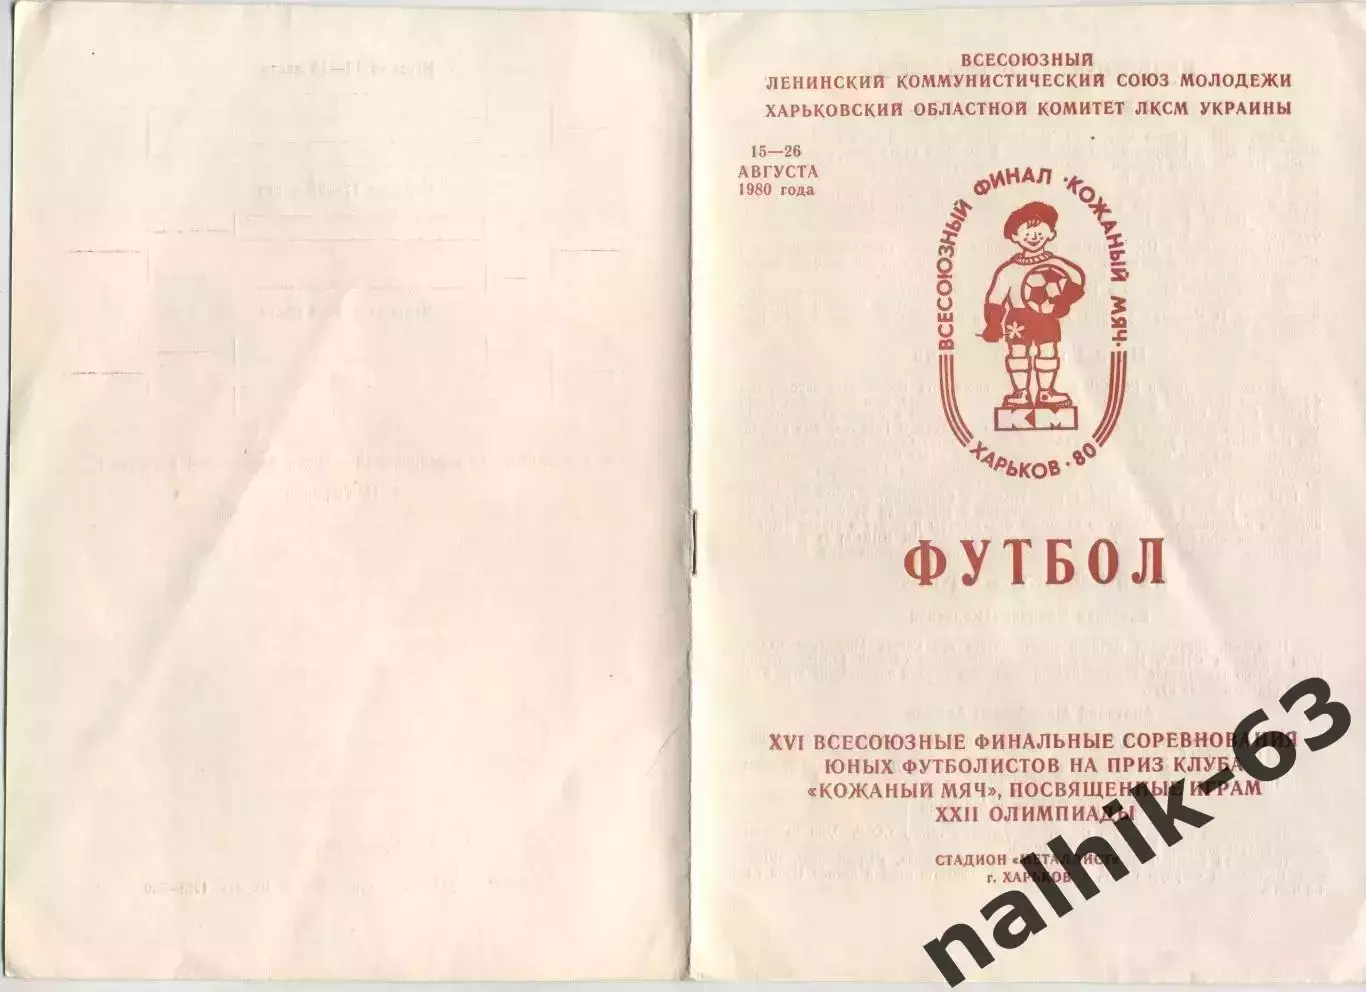 ВСЕСОЮЗНЫЙ
ЛЕНИНСКИЙ КОММУНИСТИЧЕСКИЙ СОЮЗ МОЛОДЕЖИ
ХАРЬКОВСКИЙ ОБЛАСТНОЙ КОМИТЕТ ЛКСМ УКРАИНЫ
15—26
АВГУСТА
1980 года
ВСЕСОЮЗНЫЙ ФИНАЛ · КОЖАНЫЙ МЯЧ ·
КМ
ХАРЬКОВ · 80
ФУТБОЛ
XVI ВСЕСОЮЗНЫЕ ФИНАЛЬНЫЕ СОРЕВНОВАНИЯ
ЮНЫХ ФУТБОЛИСТОВ НА ПРИЗ КЛУБА
«КОЖАНЫЙ МЯЧ», ПОСВЯЩЕННЫЕ ИГРАМ
XXII ОЛИМПИАДЫ
СТАДИОН «МЕТАЛЛИСТ»
г. ХАРЬКОВ
nalhik-63